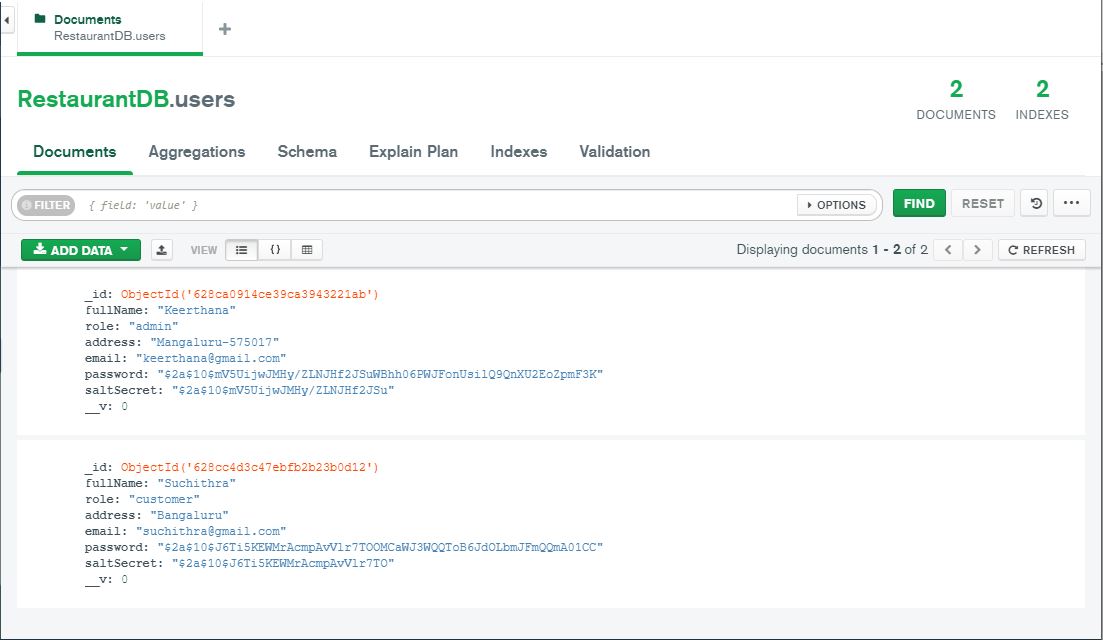 Documents
RestaurantDB.users
+
RestaurantDB.users
2 DOCUMENTS
2 INDEXES
Documents Aggregations Schema Explain Plan Indexes Validation
FILTER { field: 'value' } OPTIONS FIND RESET ...
ADD DATA VIEW {} Displaying documents 1 - 2 of 2 < > REFRESH
_id: ObjectId('628ca0914ce39ca3943221ab')
fullName: "Keerthana"
role: "admin"
address: "Mangaluru-575017"
email: "keerthana@gmail.com"
password: "$2a$10$mV5UijwJMHy/ZLNJHf2JSuWBhh06PWJFonUsilQ9QnXU2EoZpmF3K"
saltSecret: "$2a$10$mV5UijwJMHy/ZLNJHf2JSu"
__v: 0
_id: ObjectId('628cc4d3c47ebfb2b23b0d12')
fullName: "Suchithra"
role: "customer"
address: "Bangaluru"
email: "suchithra@gmail.com"
password: "$2a$10$J6Ti5KEWMrAcmpAvVlr7TOOMCaWJ3WQQToB6JdOLbmJFmQQmA01CC"
saltSecret: "$2a$10$J6Ti5KEWMrAcmpAvVlr7TO"
__v: 0